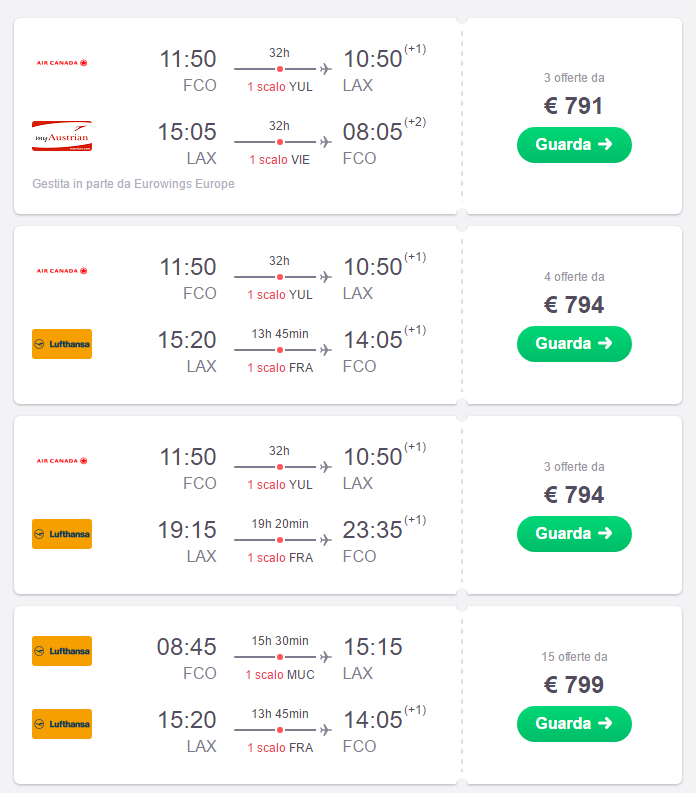 AIR CANADA
11:50 32h 10:50 (+1)
FCO 1 scalo YUL LAX
myAustrian
austrian.com
15:05 32h 08:05 (+2)
LAX 1 scalo VIE FCO
Gestita in parte da Eurowings Europe
3 offerte da
€ 791
Guarda
AIR CANADA
11:50 32h 10:50 (+1)
FCO 1 scalo YUL LAX
Lufthansa
15:20 13h 45min 14:05 (+1)
LAX 1 scalo FRA FCO
4 offerte da
€ 794
Guarda
AIR CANADA
11:50 32h 10:50 (+1)
FCO 1 scalo YUL LAX
Lufthansa
19:15 19h 20min 23:35 (+1)
LAX 1 scalo FRA FCO
3 offerte da
€ 794
Guarda
Lufthansa
08:45 15h 30min 15:15
FCO 1 scalo MUC LAX
Lufthansa
15:20 13h 45min 14:05 (+1)
LAX 1 scalo FRA FCO
15 offerte da
€ 799
Guarda